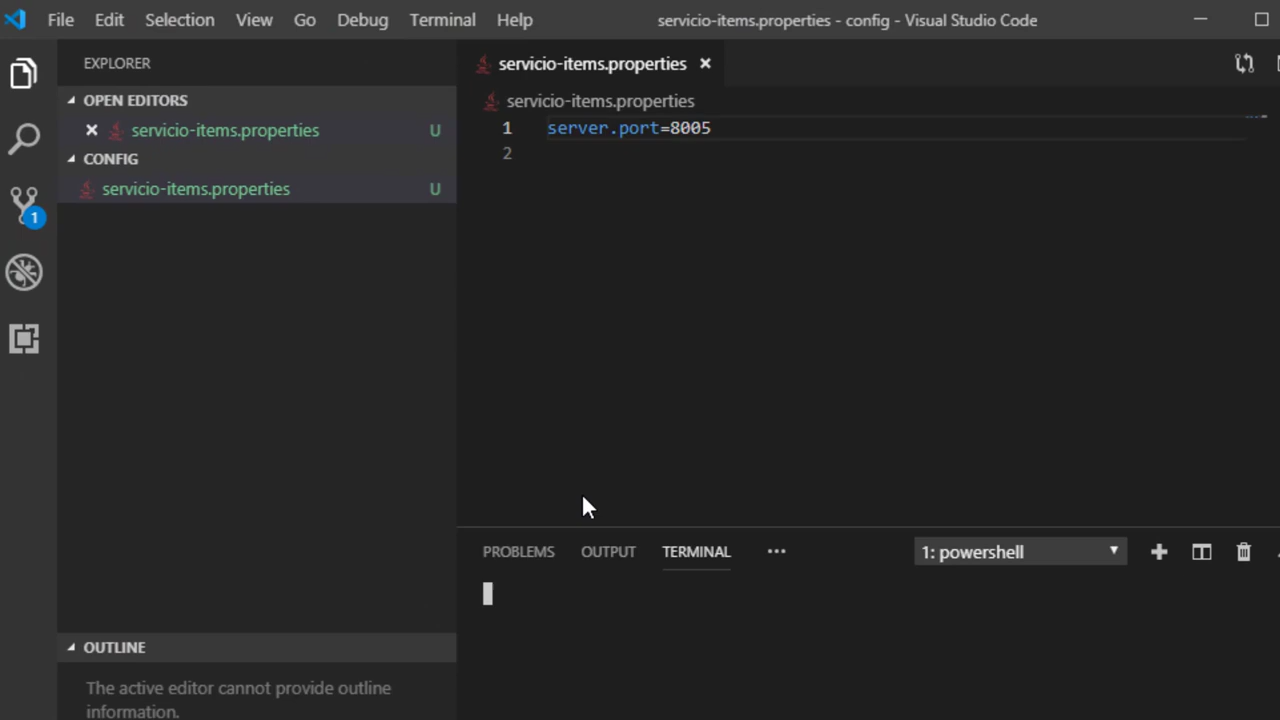 File Edit Selection View Go Debug Terminal Help servicio-items.properties - config - Visual Studio Code
EXPLORER
OPEN EDITORS
servicio-items.properties U
CONFIG
servicio-items.properties U
1
servicio-items.properties
servicio-items.properties
1 server.port=8005
2
PROBLEMS OUTPUT TERMINAL ••• 1: powershell
OUTLINE
The active editor cannot provide outline
information.